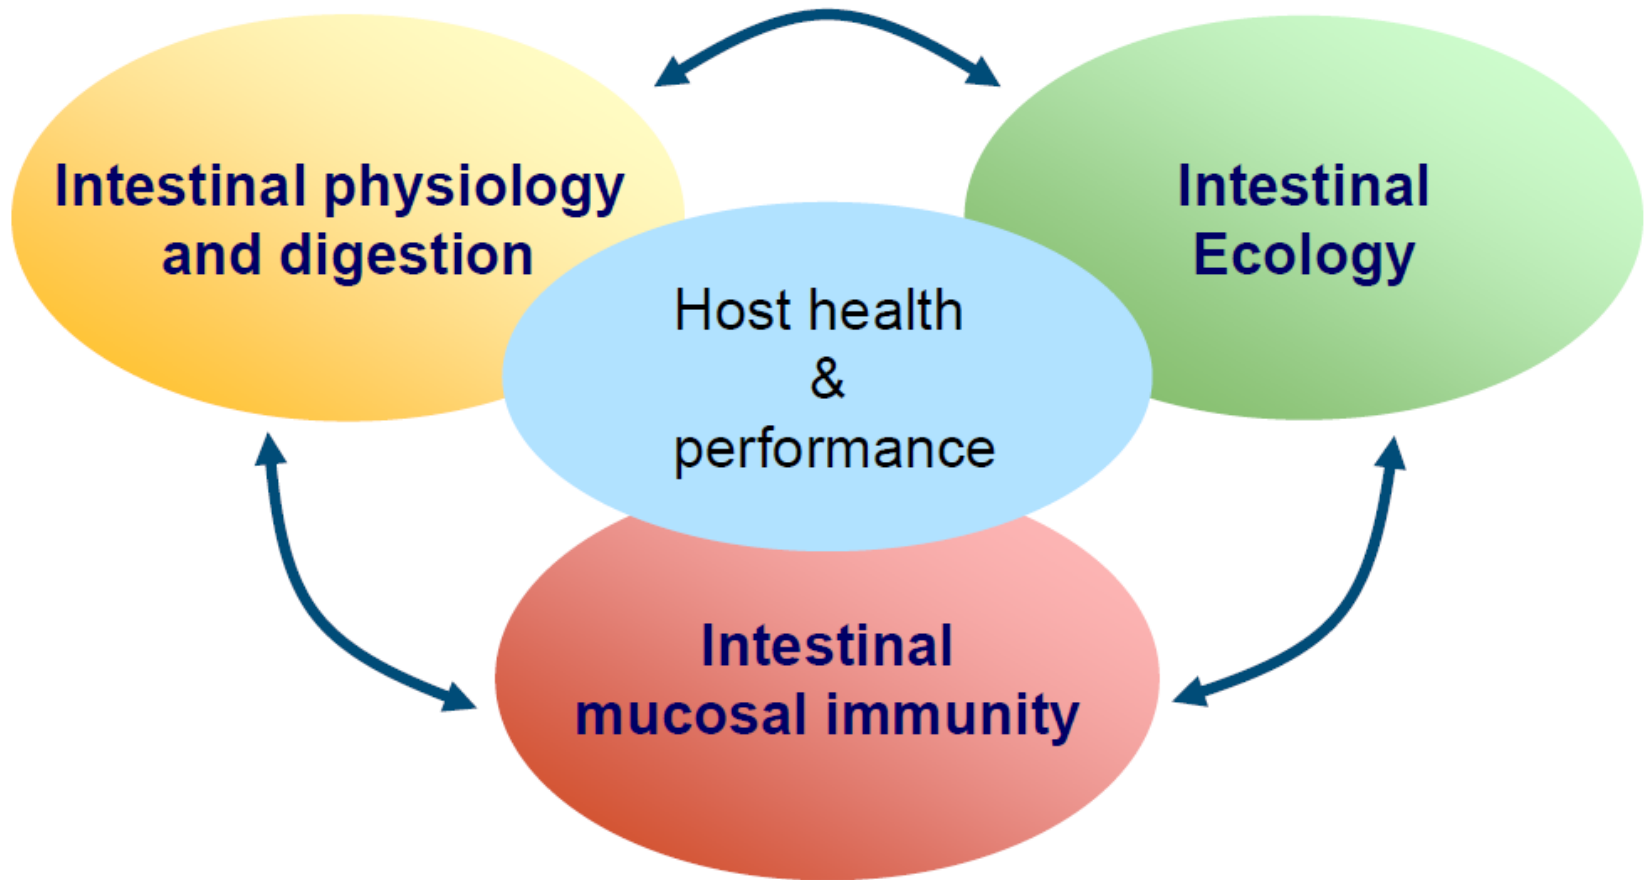 Intestinal physiology
and digestion
Intestinal
Ecology
Host health
&
performance
Intestinal
mucosal immunity